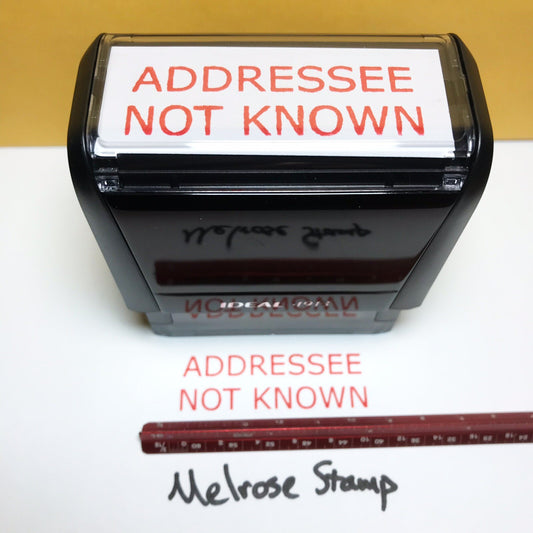 ADDRESSEE
NOT KNOWN
IDEAL
ADDRESSEE
NOT KNOWN
Melrose Stamp